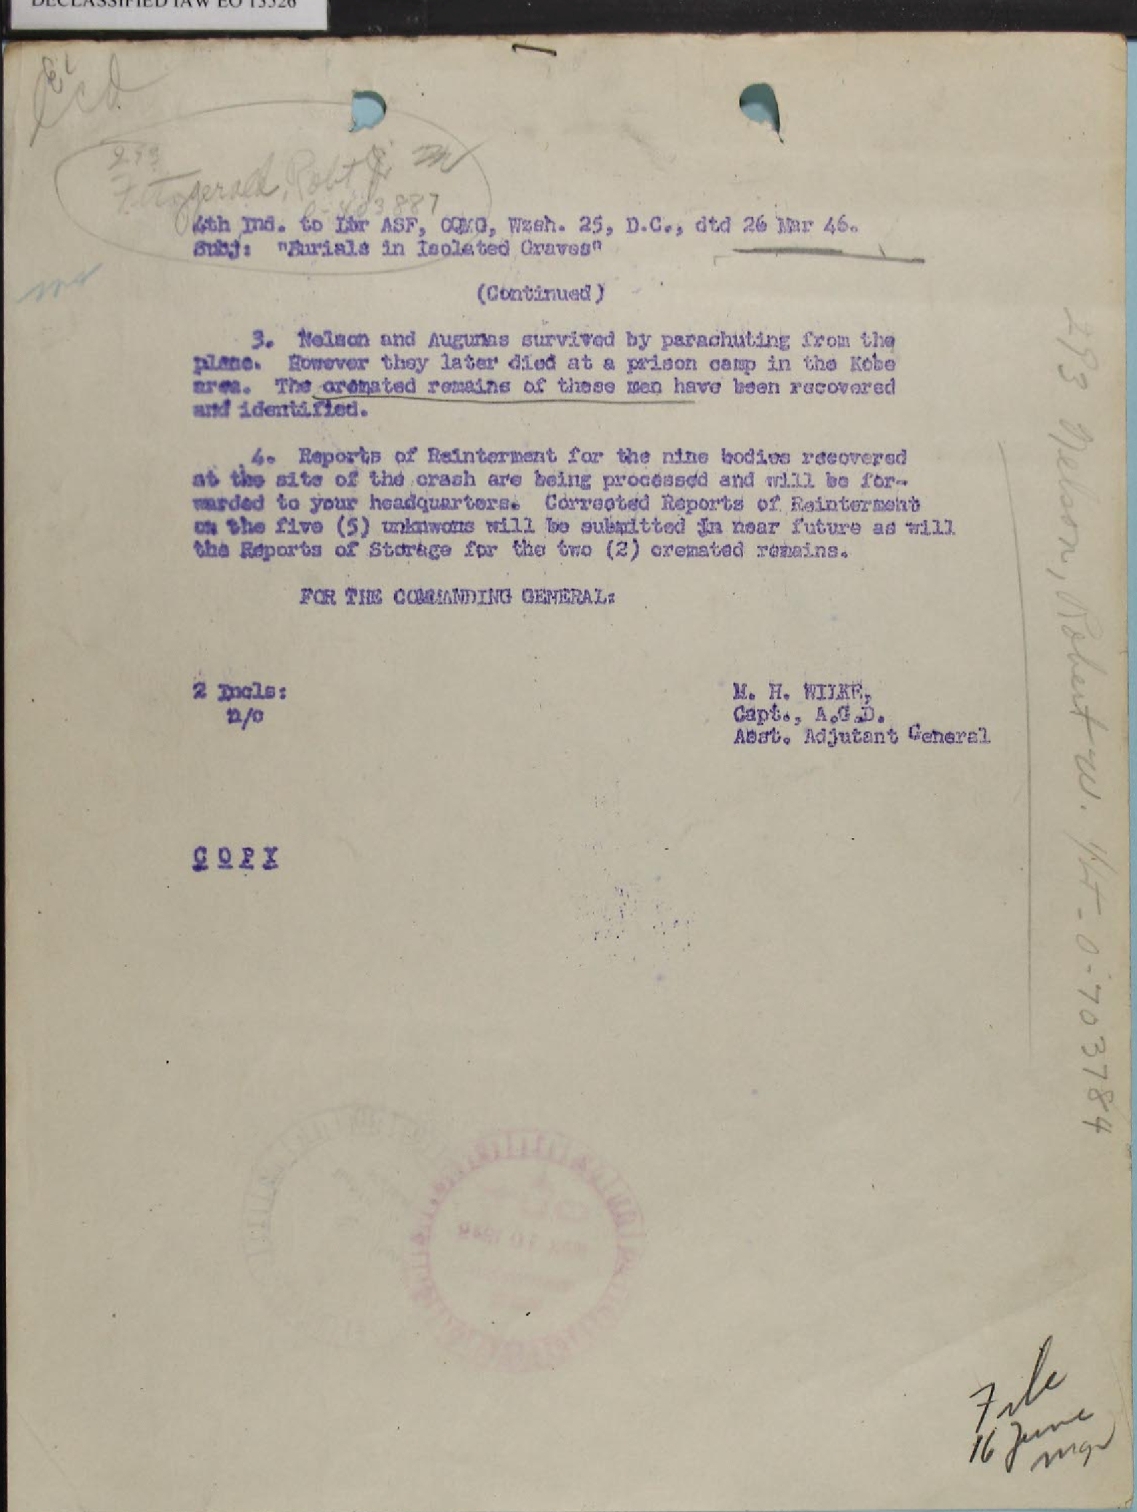 DECLASSIFIED IAW EO 13526
293
Fitzgerald, Robt J.
4th Ind. to Ltr ASF, OQMG, Wash. 25, D.C., dtd 26 Mar 46.
Subj: "Burials in Isolated Graves"
(Continued)
3. Nelson and Augunas survived by parachuting from the
plane. However they later died at a prison camp in the Kobe
area. The cremated remains of these men have been recovered
and identified.
4. Reports of Reinterment for the nine bodies recovered
at the site of the crash are being processed and will be for-
warded to your headquarters. Corrected Reports of Reinterment
on the five (5) unknwons will be submitted in near future as will
the Reports of Storage for the two (2) cremated remains.
FOR THE COMMANDING GENERAL:
2 Incls:
n/c
M. H. WILKE,
Capt., A.G.D.
Asst. Adjutant General
COPY
293 Nelson, Robert W. 1/Lt - 0-703784
File
16 June